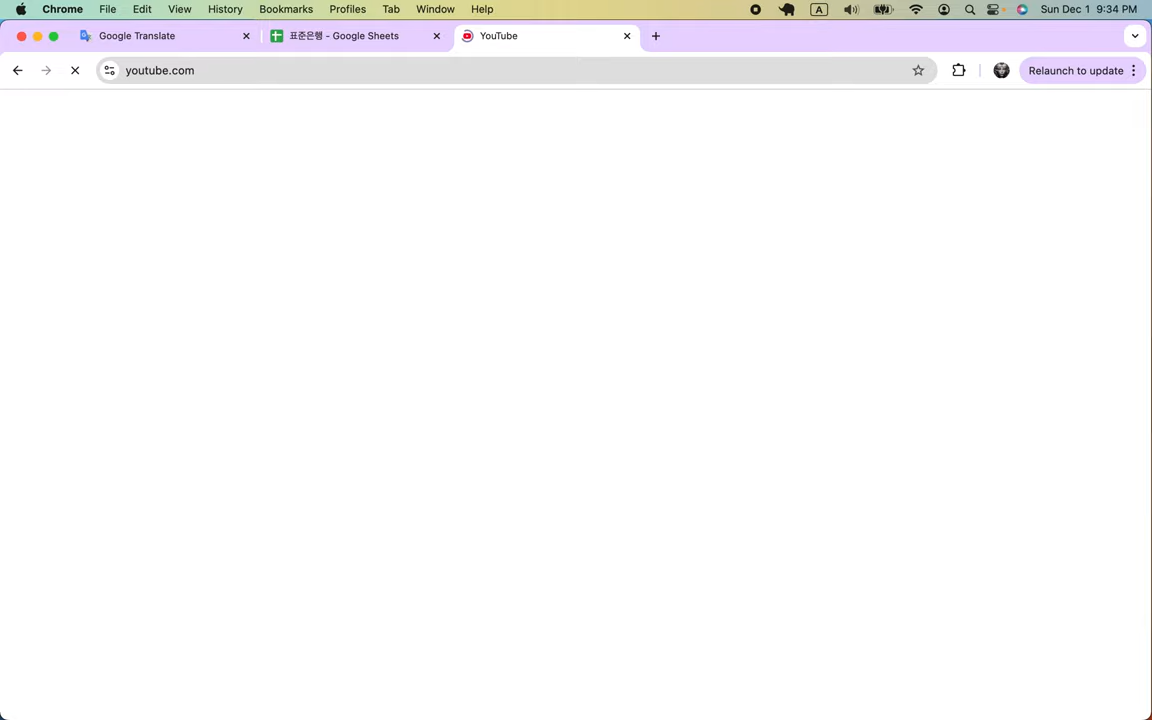 Chrome File Edit View History Bookmarks Profiles Tab Window Help A Sun Dec 1 9:34 PM
Google Translate 표준은행 - Google Sheets YouTube
youtube.com Relaunch to update